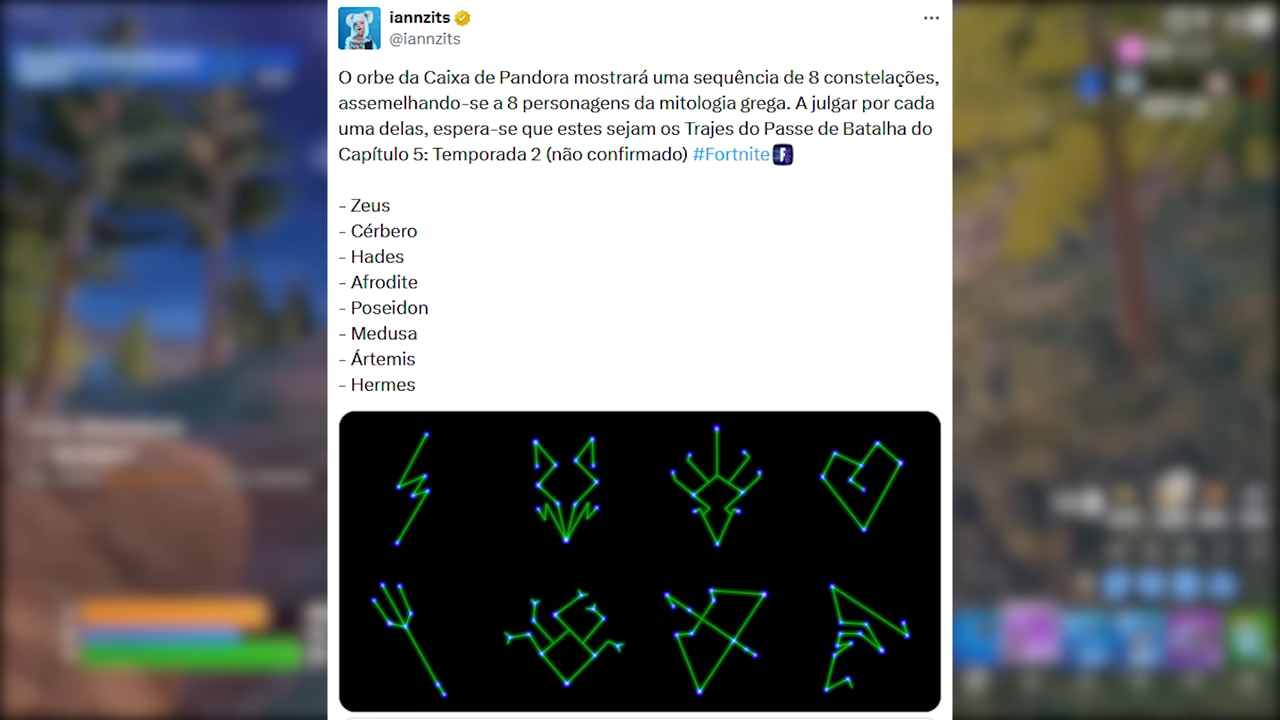 iannzits
@iannzits
O orbe da Caixa de Pandora mostrará uma sequência de 8 constelações,
assemelhando-se a 8 personagens da mitologia grega. A julgar por cada
uma delas, espera-se que estes sejam os Trajes do Passe de Batalha do
Capítulo 5: Temporada 2 (não confirmado) #Fortnite
- Zeus
- Cérbero
- Hades
- Afrodite
- Poseidon
- Medusa
- Ártemis
- Hermes